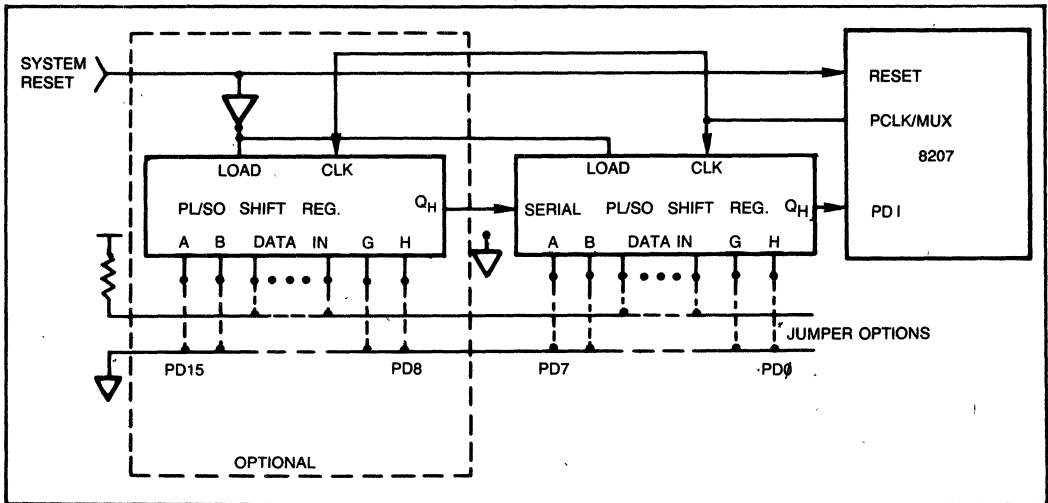 SYSTEM
RESET
RESET
PCLK/MUX
8207
PDI
LOAD CLK
PL/SO SHIFT REG. QH
A B DATA IN G H
LOAD CLK
SERIAL PL/SO SHIFT REG. QH
A B DATA IN G H
JUMPER OPTIONS
PD15 PD8 PD7 PD0
OPTIONAL